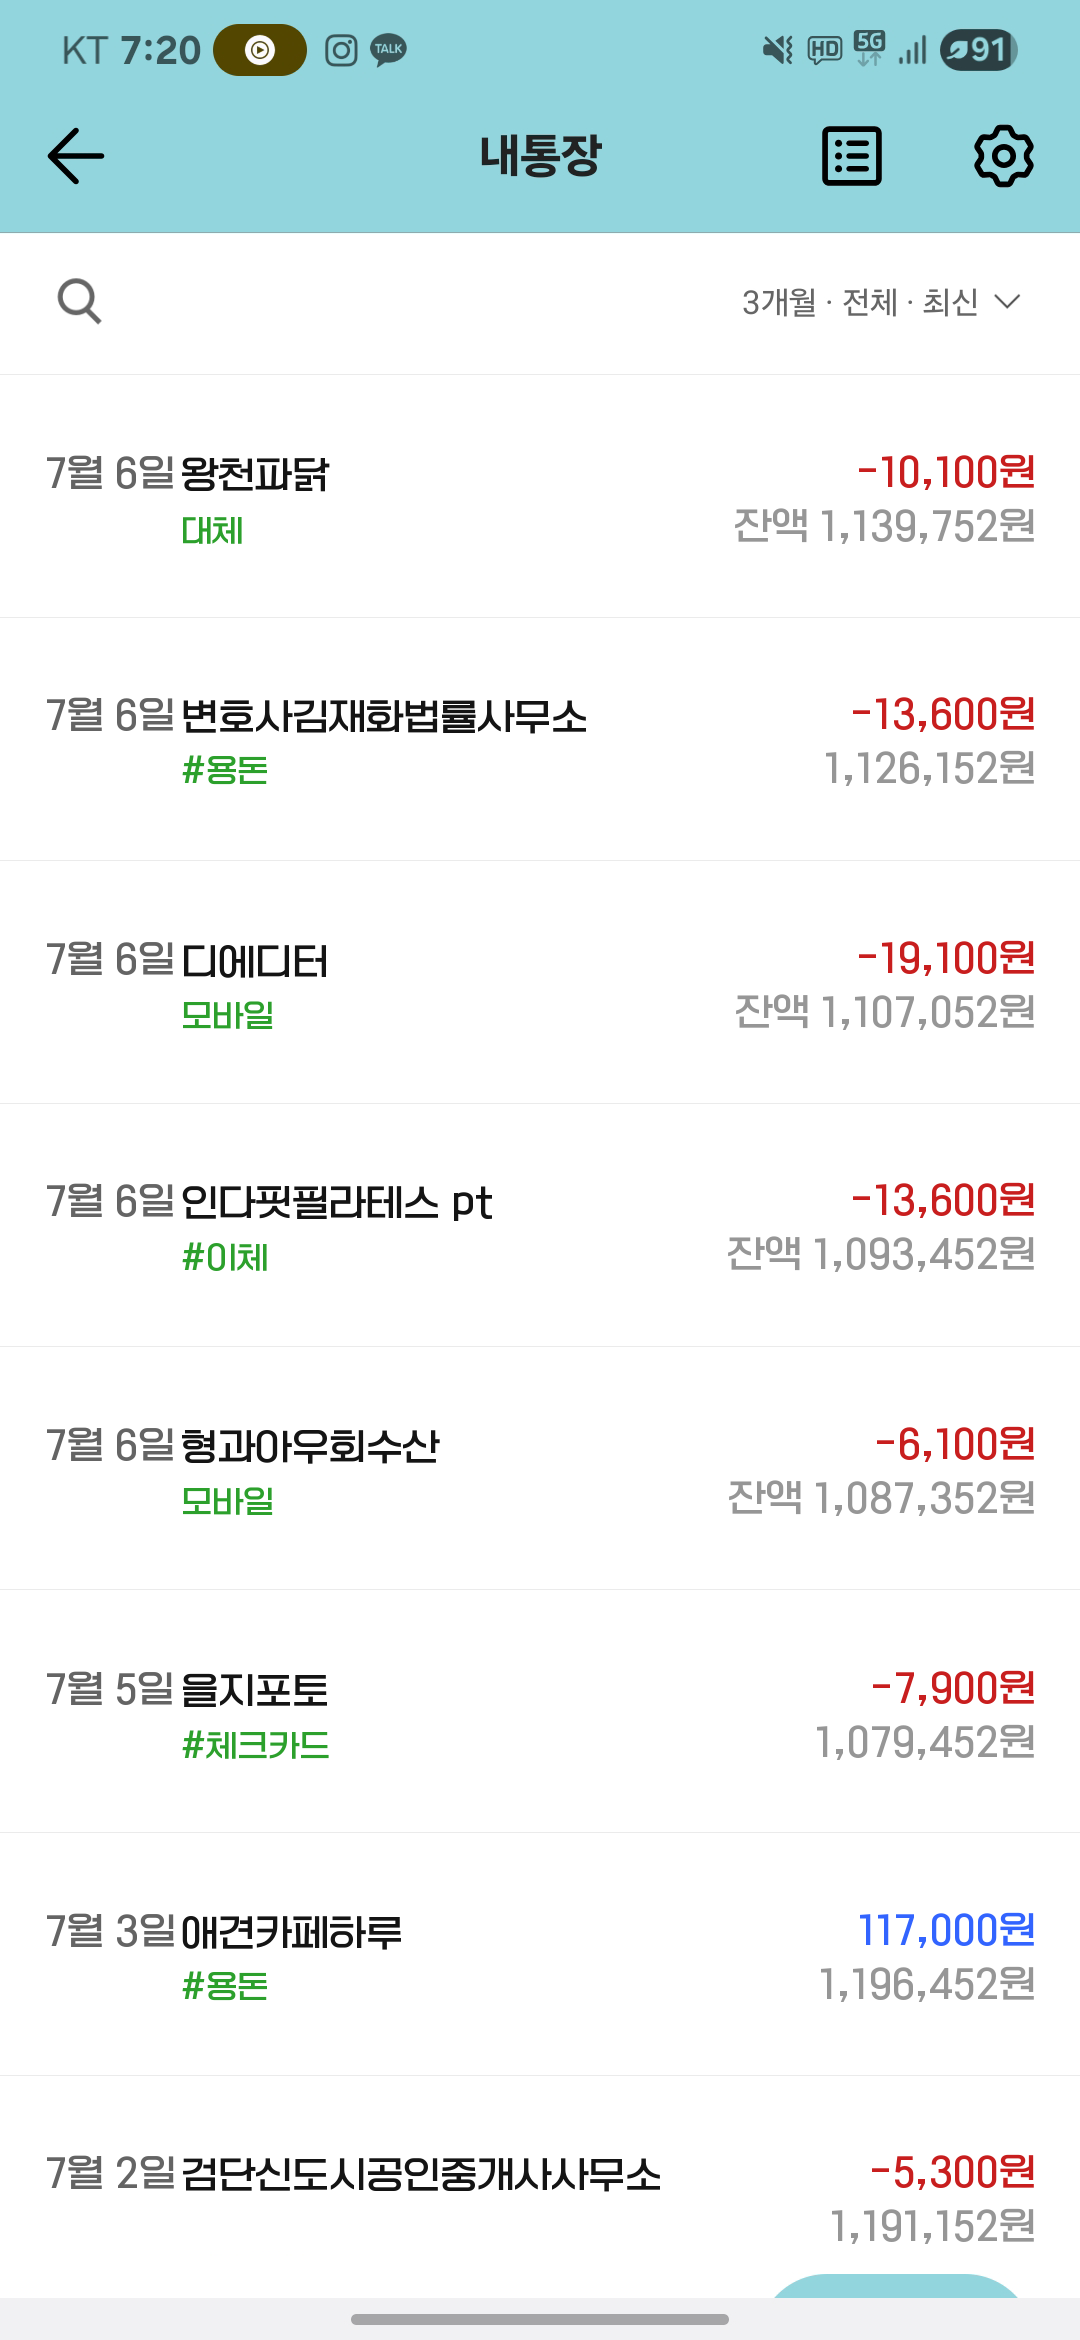 KT 7:20 TALK HD 5G 91
내통장
3개월 · 전체 · 최신
7월 6일 왕천파닭 -10,100원
대체 잔액 1,139,752원
7월 6일 변호사김재화법률사무소 -13,600원
#용돈 1,126,152원
7월 6일 디에디터 -19,100원
모바일 잔액 1,107,052원
7월 6일 인다핏필라테스 pt -13,600원
#이체 잔액 1,093,452원
7월 6일 형과아우회수산 -6,100원
모바일 잔액 1,087,352원
7월 5일 을지포토 -7,900원
#체크카드 1,079,452원
7월 3일 애견카페하루 117,000원
#용돈 1,196,452원
7월 2일 검단신도시공인중개사사무소 -5,300원
1,191,152원